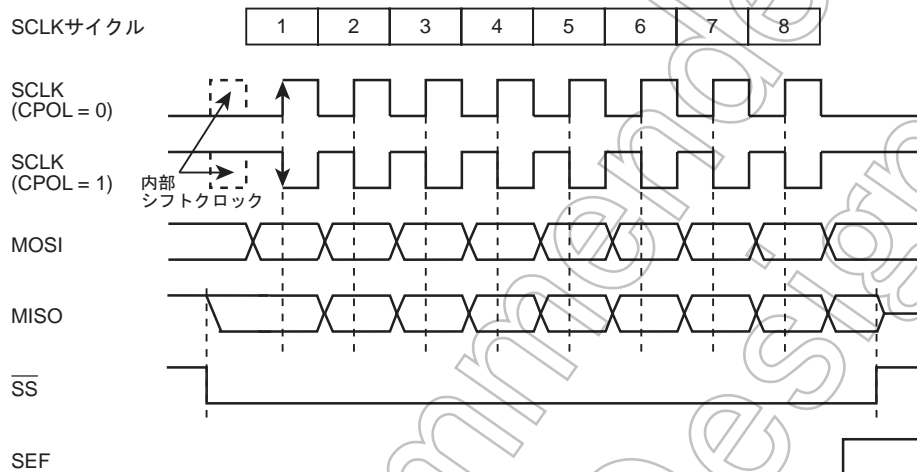 SCLKサイクル 1 2 3 4 5 6 7 8
SCLK
(CPOL = 0)
SCLK
(CPOL = 1)
内部
シフトクロック
MOSI
MISO
SS
SEF